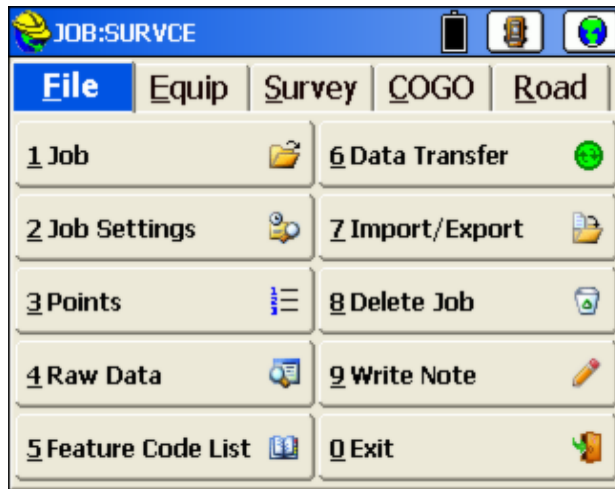 JOB:SURVCE
File Equip Survey COGO Road
1 Job
2 Job Settings
3 Points
4 Raw Data
5 Feature Code List
6 Data Transfer
7 Import/Export
8 Delete Job
9 Write Note
0 Exit